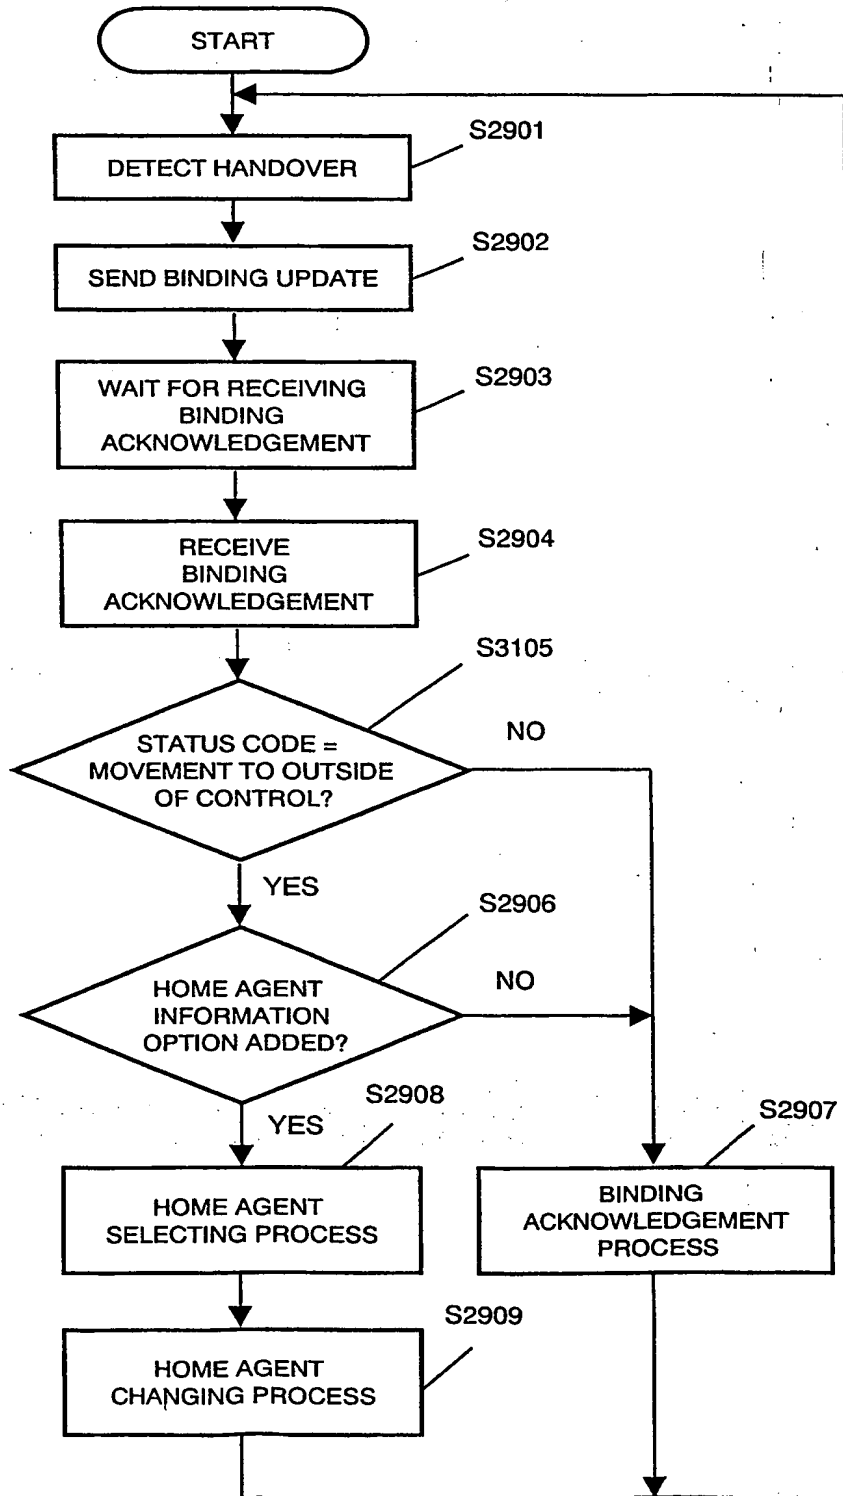 START
S2901
DETECT HANDOVER
S2902
SEND BINDING UPDATE
S2903
WAIT FOR RECEIVING
BINDING
ACKNOWLEDGEMENT
S2904
RECEIVE
BINDING
ACKNOWLEDGEMENT
S3105
STATUS CODE =
MOVEMENT TO OUTSIDE
OF CONTROL?
NO
YES
S2906
HOME AGENT
INFORMATION
OPTION ADDED?
NO
YES
S2908
HOME AGENT
SELECTING PROCESS
S2907
BINDING
ACKNOWLEDGEMENT
PROCESS
S2909
HOME AGENT
CHANGING PROCESS